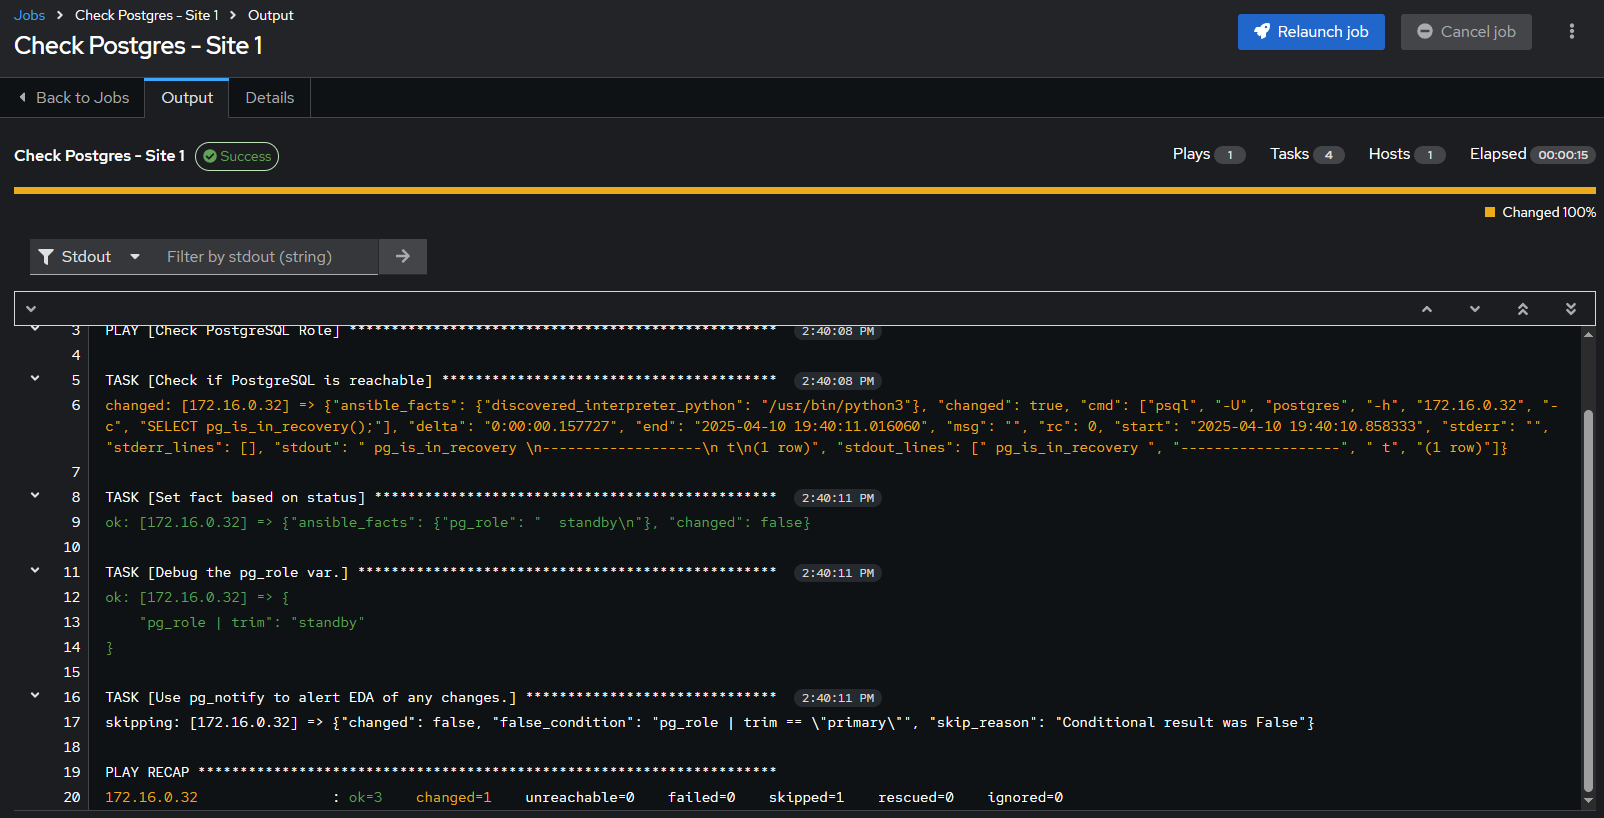 Jobs > Check Postgres - Site 1 > Output
Check Postgres - Site 1
Relaunch job
Cancel job
Back to Jobs
Output
Details
Check Postgres - Site 1
Success
Plays 1
Tasks 4
Hosts 1
Elapsed 00:00:15
Changed 100%
Stdout
Filter by stdout (string)
3 PLAY [Check PostgreSQL Role] *************************************************** 2:40:08 PM
4
5 TASK [Check if PostgreSQL is reachable] **************************************** 2:40:08 PM
6 changed: [172.16.0.32] => {"ansible_facts": {"discovered_interpreter_python": "/usr/bin/python3"}, "changed": true, "cmd": ["psql", "-U", "postgres", "-h", "172.16.0.32", "-
c", "SELECT pg_is_in_recovery();"], "delta": "0:00:00.157727", "end": "2025-04-10 19:40:11.016060", "msg": "", "rc": 0, "start": "2025-04-10 19:40:10.858333", "stderr": "",
"stderr_lines": [], "stdout": " pg_is_in_recovery \n-------------------\n t\n(1 row)", "stdout_lines": [" pg_is_in_recovery ", "-------------------", " t", "(1 row)"]}
7
8 TASK [Set fact based on status] ************************************************ 2:40:11 PM
9 ok: [172.16.0.32] => {"ansible_facts": {"pg_role": "  standby\n"}, "changed": false}
10
11 TASK [Debug the pg_role var.] ************************************************** 2:40:11 PM
12 ok: [172.16.0.32] => {
13     "pg_role | trim": "standby"
14 }
15
16 TASK [Use pg_notify to alert EDA of any changes.] ****************************** 2:40:11 PM
17 skipping: [172.16.0.32] => {"changed": false, "false_condition": "pg_role | trim == \"primary\"", "skip_reason": "Conditional result was False"}
18
19 PLAY RECAP *********************************************************************
20 172.16.0.32                : ok=3    changed=1    unreachable=0    failed=0    skipped=1    rescued=0    ignored=0